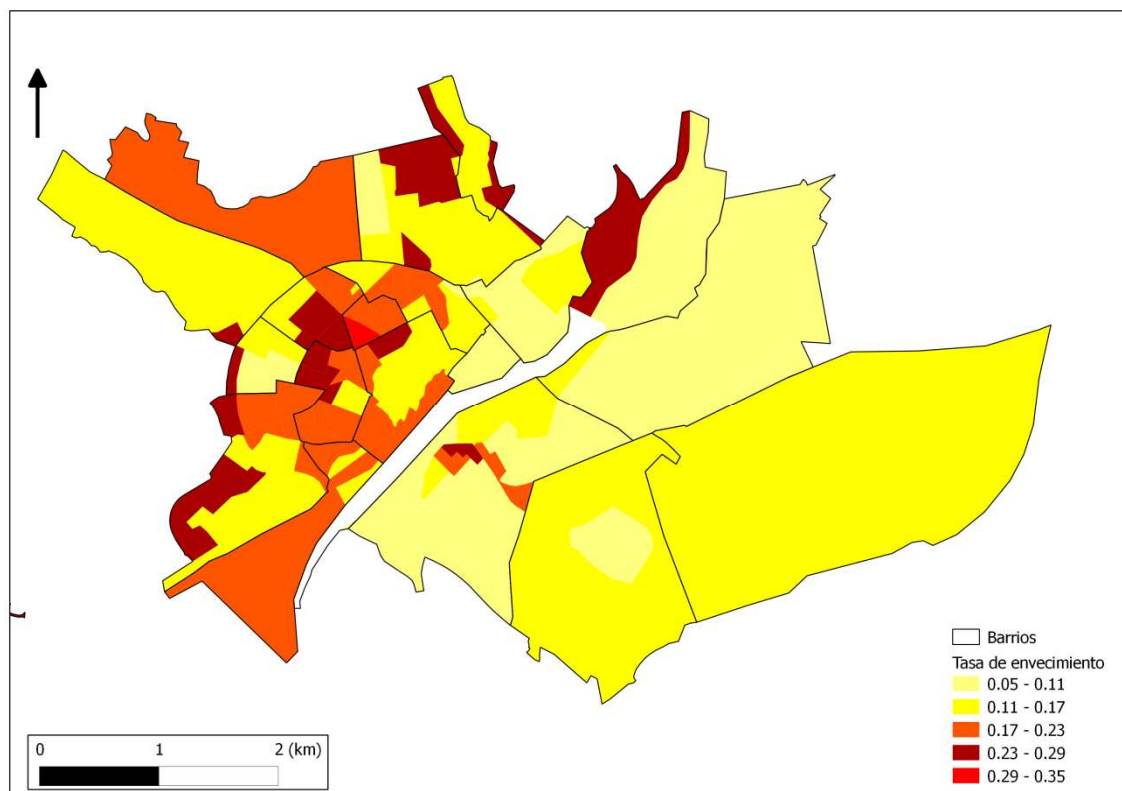 Barrios
Tasa de envecimiento
0.05 - 0.11
0.11 - 0.17
0.17 - 0.23
0.23 - 0.29
0.29 - 0.35
0 1 2 (km)